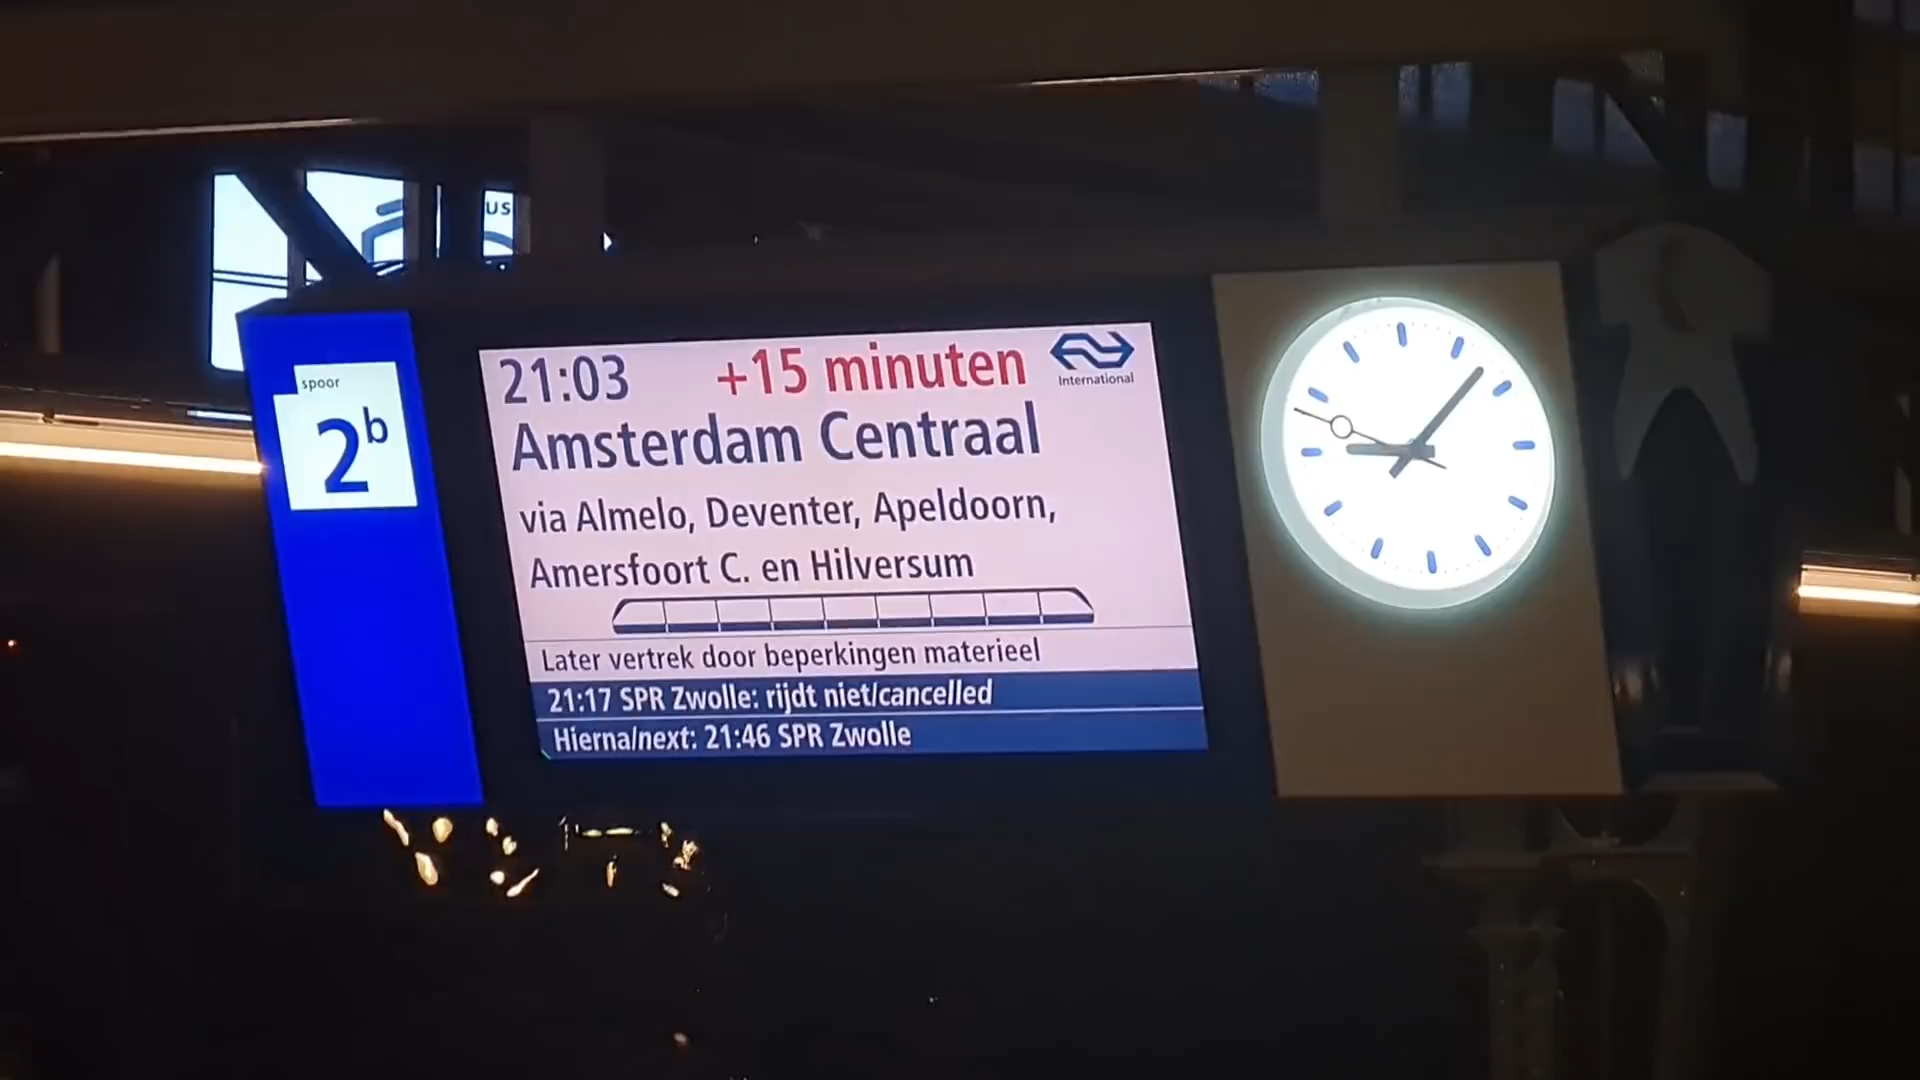 us
spoor
2b
21:03 +15 minuten
International
Amsterdam Centraal
via Almelo, Deventer, Apeldoorn,
Amersfoort C. en Hilversum
Later vertrek door beperkingen materieel
21:17 SPR Zwolle: rijdt niet/cancelled
Hierna/next: 21:46 SPR Zwolle